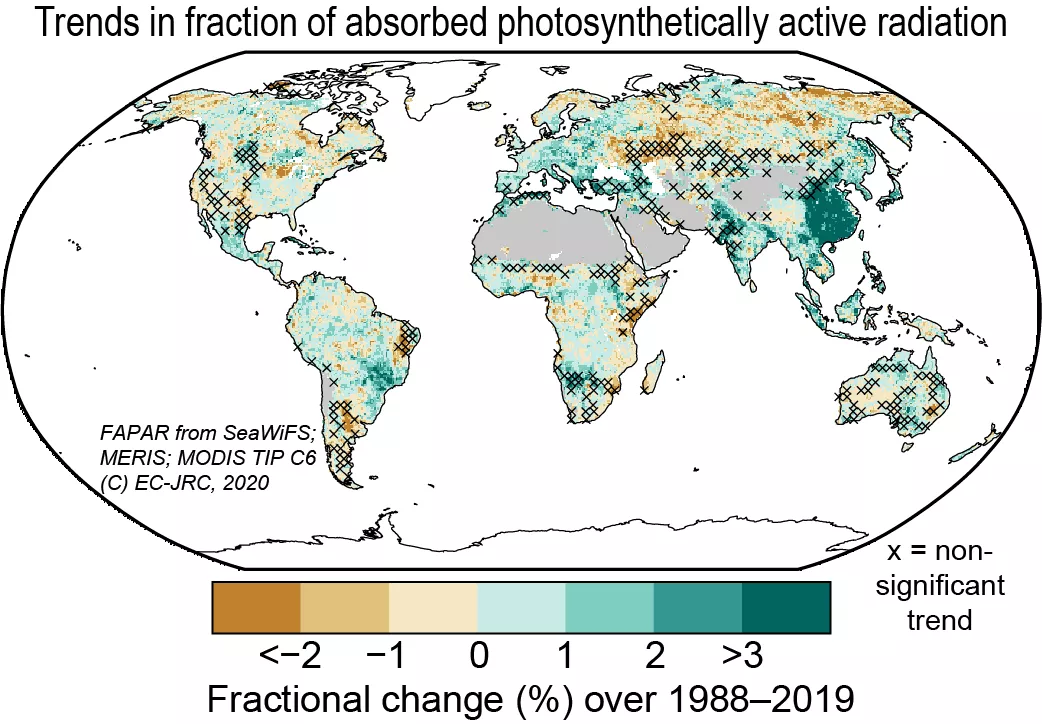 Trends in fraction of absorbed photosynthetically active radiation
FAPAR from SeaWiFS;
MERIS; MODIS TIP C6
(C) EC-JRC, 2020
x = non-
significant
trend
<−2 −1 0 1 2 >3
Fractional change (%) over 1988–2019